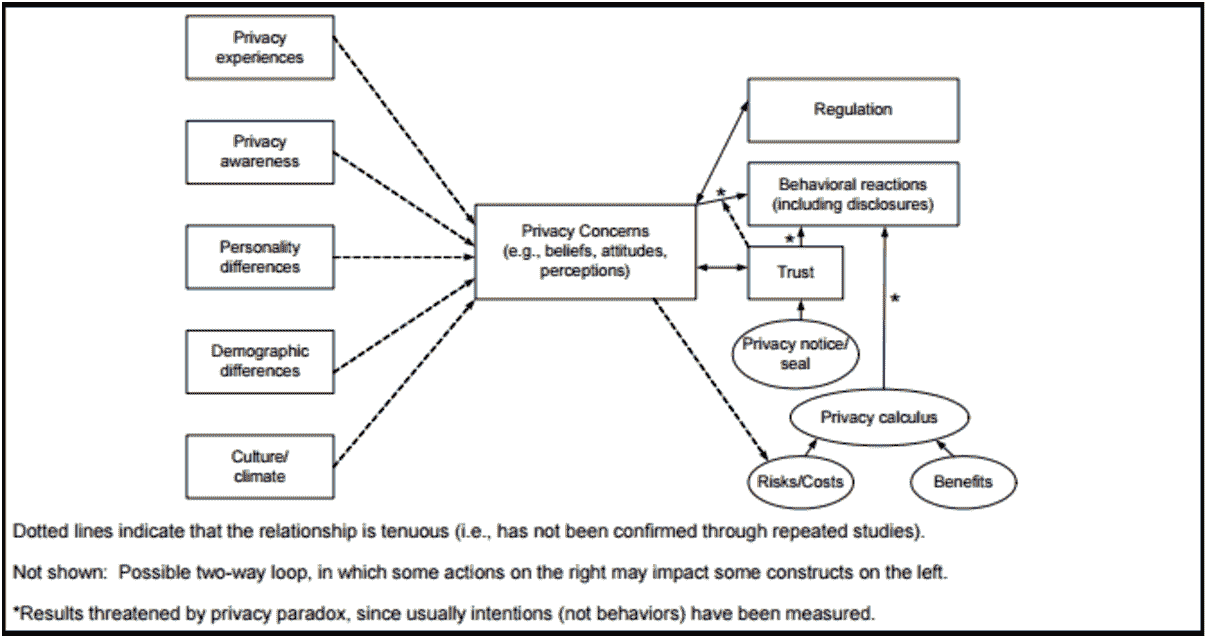 Privacy
experiences
Privacy
awareness
Personality
differences
Demographic
differences
Culture/
climate
Privacy Concerns
(e.g., beliefs, attitudes,
perceptions)
Regulation
*
Behavioral reactions
(including disclosures)
*
Trust
*
Privacy notice/
seal
Privacy calculus
Risks/Costs
Benefits
Dotted lines indicate that the relationship is tenuous (i.e., has not been confirmed through repeated studies).
Not shown: Possible two-way loop, in which some actions on the right may impact some constructs on the left.
*Results threatened by privacy paradox, since usually intentions (not behaviors) have been measured.